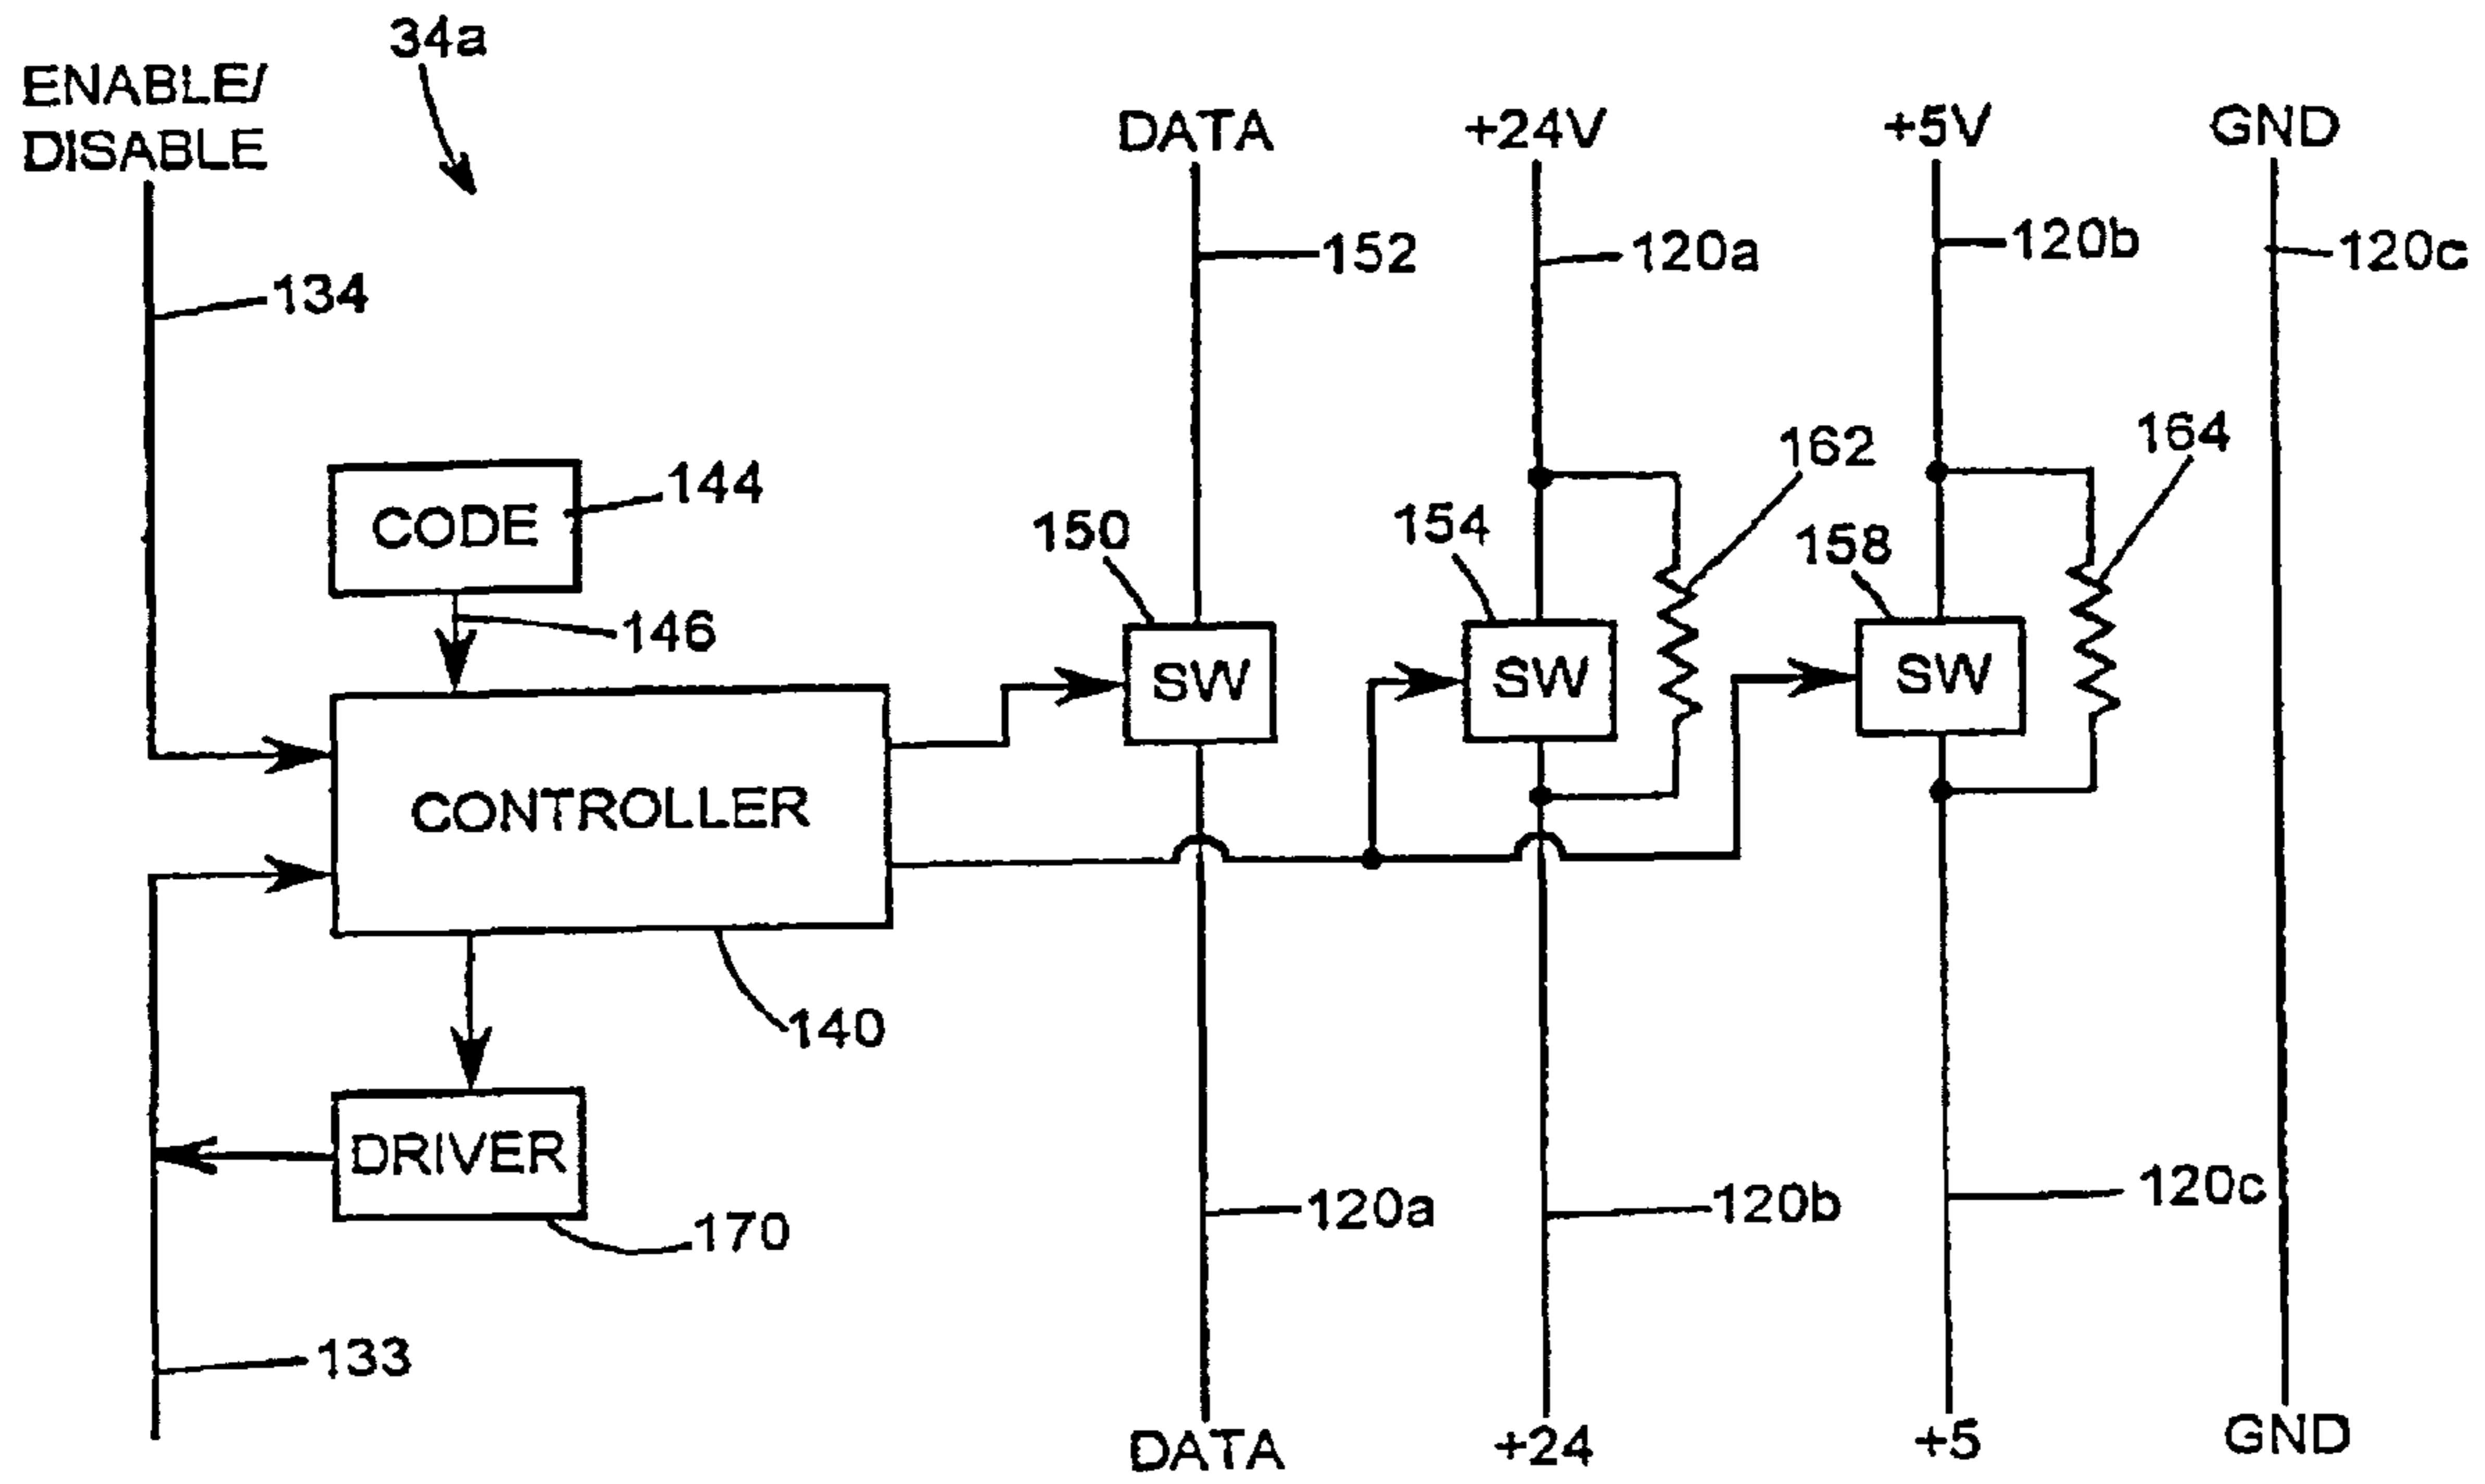 34a
ENABLE/
DISABLE
DATA
+24V
+5V
GND
152
120a
120b
120c
134
162
164
144
CODE
150
154
158
146
SW
SW
SW
CONTROLLER
140
DRIVER
170
120a
120b
120c
133
DATA
+24
+5
GND